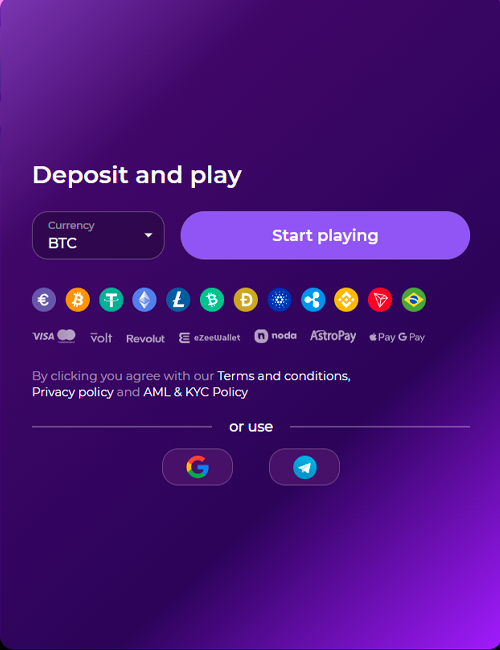 Deposit and play
Currency
BTC
Start playing
VISA mastercard volt Revolut eZeeWallet noda AstroPay Pay G Pay
By clicking you agree with our Terms and conditions,
Privacy policy and AML & KYC Policy
or use